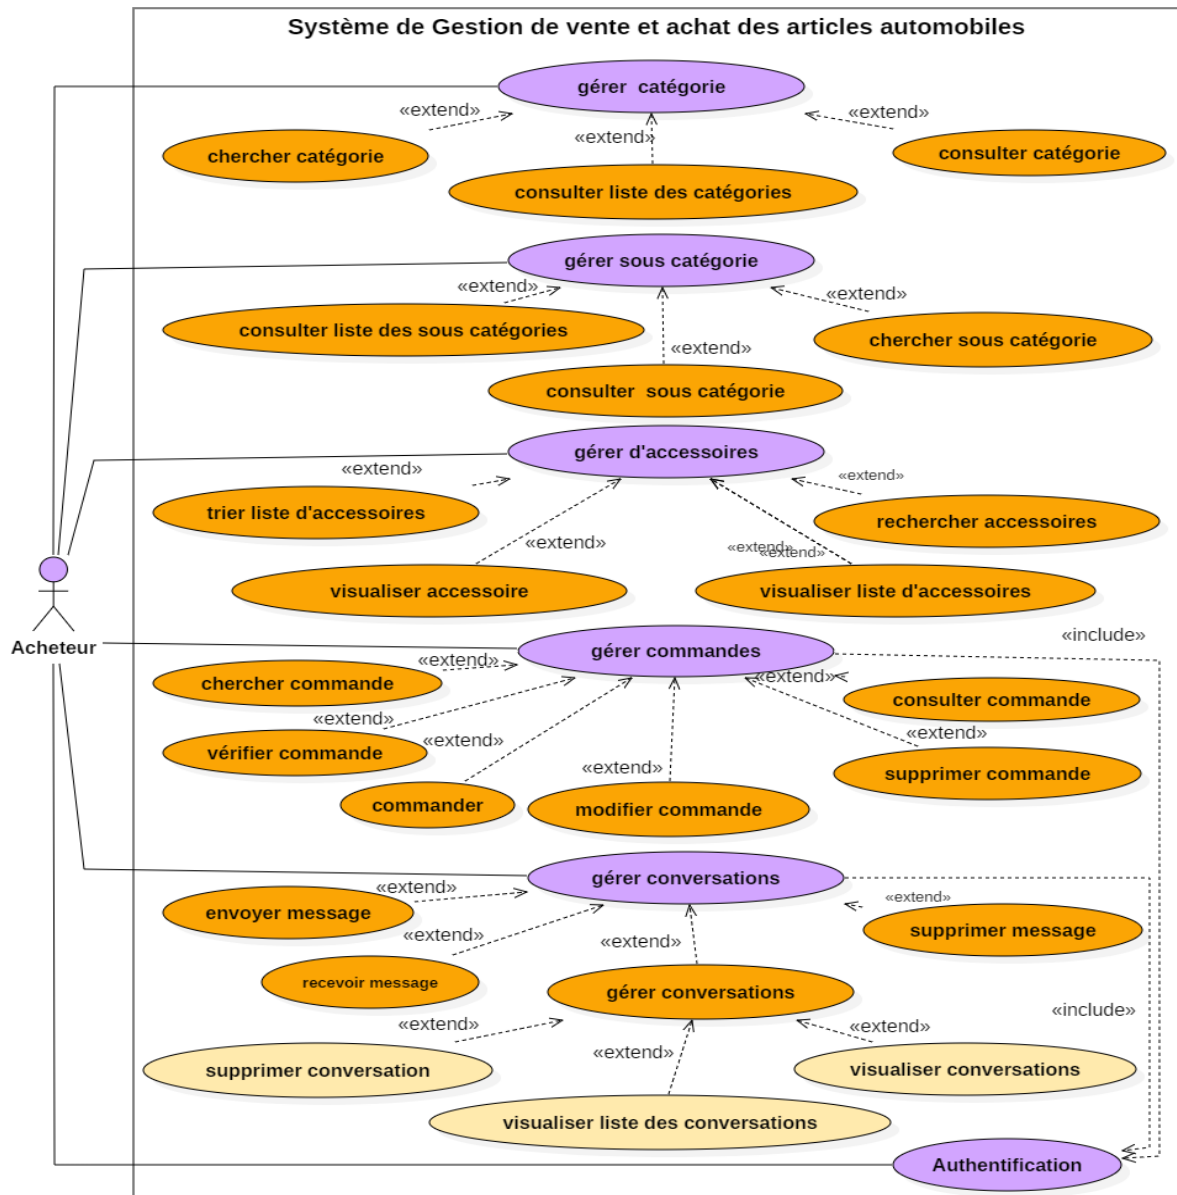 Système de Gestion de vente et achat des articles automobiles
gérer  catégorie
«extend»
«extend»
«extend»
chercher catégorie
consulter catégorie
consulter liste des catégories
gérer sous catégorie
«extend»
«extend»
consulter liste des sous catégories
chercher sous catégorie
«extend»
consulter  sous catégorie
gérer d'accessoires
«extend»
«extend»
trier liste d'accessoires
rechercher accessoires
«extend»
«extend»
«extend»
visualiser accessoire
visualiser liste d'accessoires
Acheteur
gérer commandes
«include»
«extend»
«extend»
chercher commande
consulter commande
«extend»
«extend»
«extend»
vérifier commande
supprimer commande
«extend»
commander
modifier commande
gérer conversations
«extend»
«extend»
envoyer message
supprimer message
«extend»
«extend»
recevoir message
gérer conversations
«include»
«extend»
«extend»
«extend»
supprimer conversation
visualiser conversations
visualiser liste des conversations
Authentification